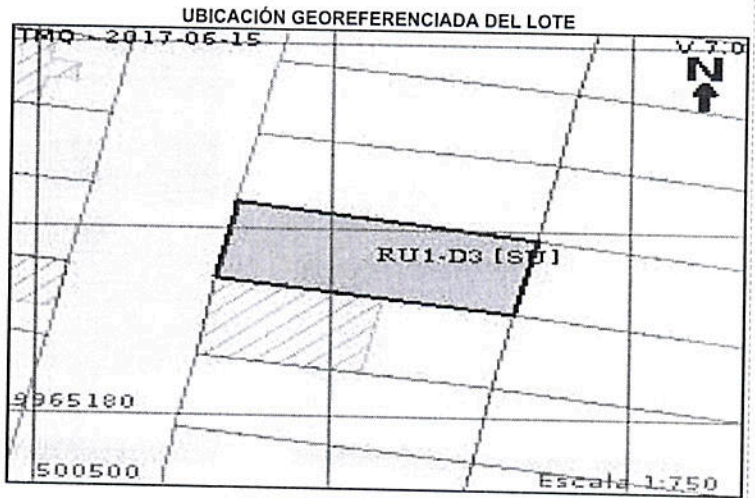 UBICACIÓN GEOREFERENCIADA DEL LOTE
TMQ - 2017-06-15
V 7.0
N
RU1-D3 [SU]
9965180
500500
Escala 1:750